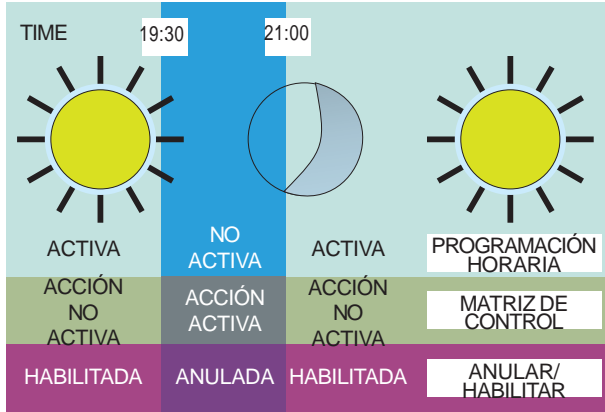 TIME
19:30
21:00
ACTIVA
NO
ACTIVA
ACTIVA
PROGRAMACIÓN
HORARIA
ACCIÓN
NO
ACTIVA
ACCIÓN
ACTIVA
ACCIÓN
NO
ACTIVA
MATRIZ DE
CONTROL
HABILITADA
ANULADA
HABILITADA
ANULAR/
HABILITAR